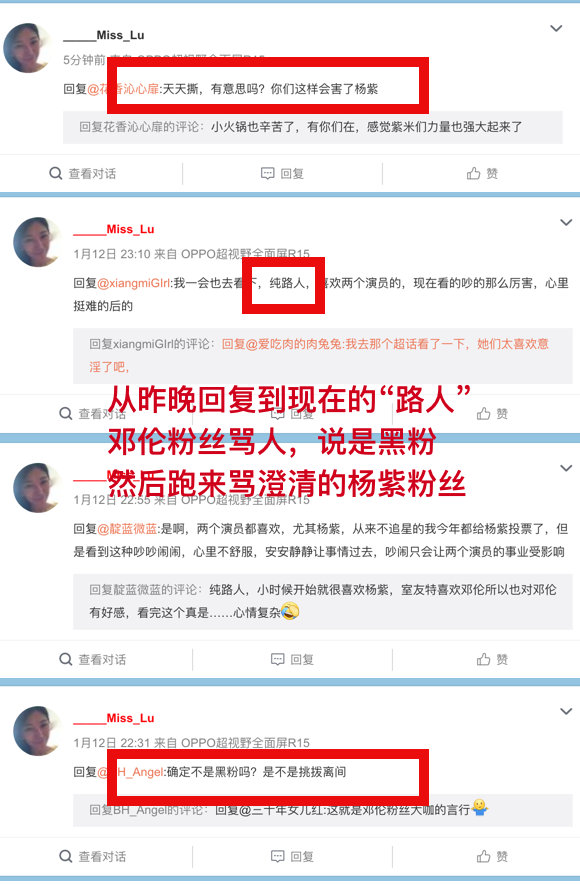 _____Miss_Lu
5分钟前 来自 OPPO超视野全面屏R15
回复@花香沁心扉:天天撕，有意思吗？你们这样会害了杨紫
回复花香沁心扉的评论：小火锅也辛苦了，有你们在，感觉紫米们力量也强大起来了
查看对话 回复 赞
_____Miss_Lu
1月12日 23:10 来自 OPPO超视野全面屏R15
回复@xiangmiGIrl:我一会也去看下，纯路人，喜欢两个演员的，现在看的吵的那么厉害，心里
挺难的后的
回复xiangmiGIrl的评论：回复@爱吃肉的肉兔兔:我去那个超话看了一下，她们太喜欢意
淫了吧，
查看对话 回复 赞
从昨晚回复到现在的“路人”
邓伦粉丝骂人，说是黑粉
然后跑来骂澄清的杨紫粉丝
1月12日 22:55 来自 OPPO超视野全面屏R15
回复@靛蓝微蓝:是啊，两个演员都喜欢，尤其杨紫，从来不追星的我今年都给杨紫投票了，但
是看到这种吵吵闹闹，心里不舒服，安安静静让事情过去，吵闹只会让两个演员的事业受影响
回复靛蓝微蓝的评论：纯路人，小时候开始就很喜欢杨紫，室友特喜欢邓伦所以也对邓伦
有好感，看完这个真是……心情复杂
查看对话 回复 赞
_____Miss_Lu
1月12日 22:31 来自 OPPO超视野全面屏R15
回复@BH_Angel:确定不是黑粉吗？是不是挑拨离间
回复BH_Angel的评论：回复@三十年女儿红:这就是邓伦粉丝大咖的言行
查看对话 回复 赞